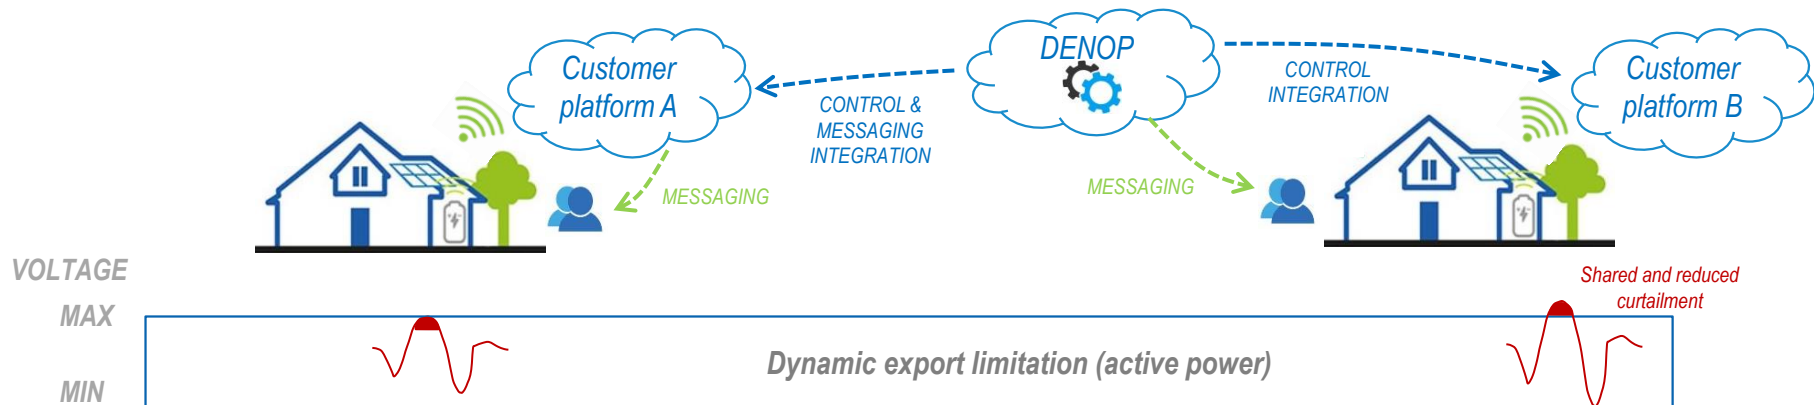 Customer
platform A
CONTROL &
MESSAGING
INTEGRATION
DENOP
CONTROL
INTEGRATION
Customer
platform B
MESSAGING
MESSAGING
VOLTAGE
MAX
MIN
Shared and reduced
curtailment
Dynamic export limitation (active power)